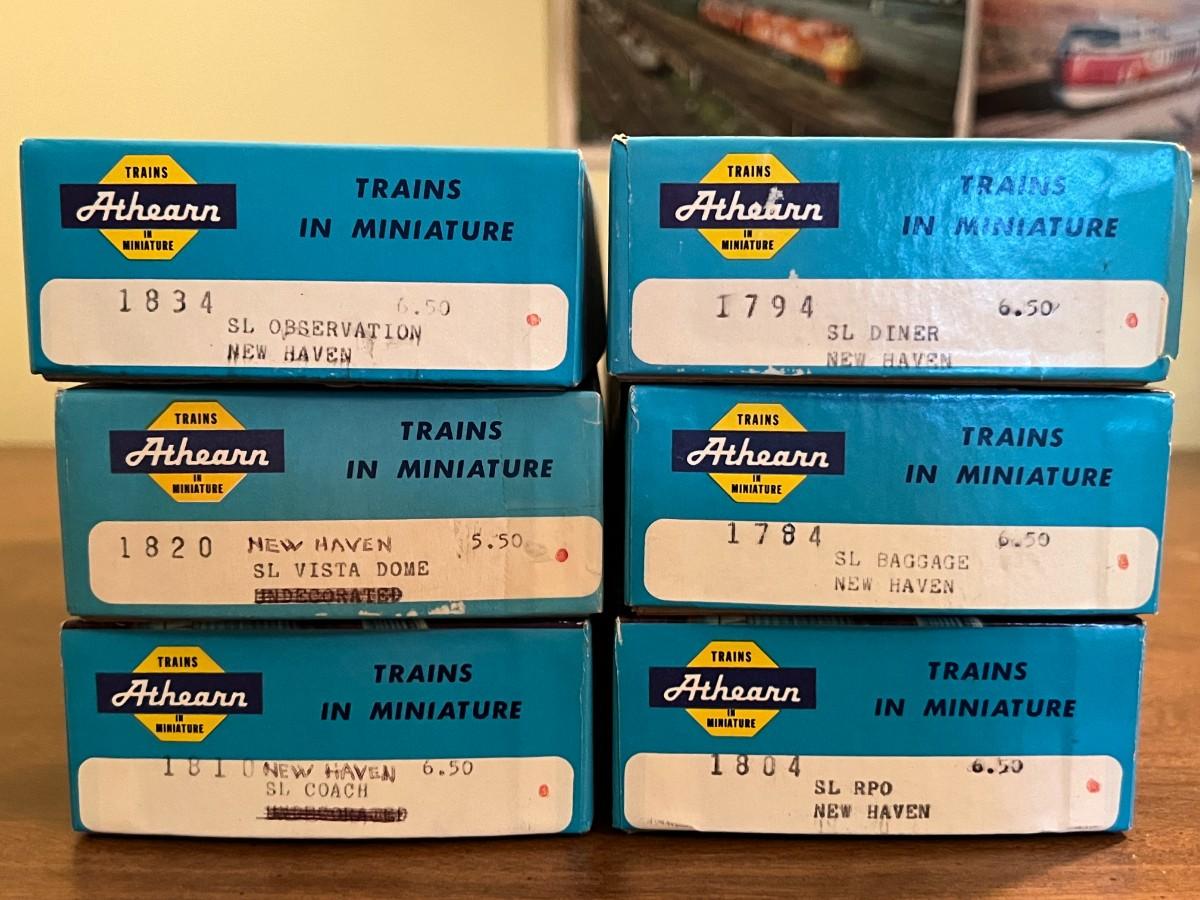 TRAINS
Athearn
IN
MINIATURE
TRAINS
IN MINIATURE
1834 6.50
SL OBSERVATION
NEW HAVEN
TRAINS
Athearn
IN
MINIATURE
TRAINS
IN MINIATURE
1794 6.50
SL DINER
NEW HAVEN
TRAINS
Athearn
IN
MINIATURE
TRAINS
IN MINIATURE
1820 NEW HAVEN 5.50
SL VISTA DOME
UNDECORATED
TRAINS
Athearn
IN
MINIATURE
TRAINS
IN MINIATURE
1784 6.50
SL BAGGAGE
NEW HAVEN
TRAINS
Athearn
IN
MINIATURE
TRAINS
IN MINIATURE
1810 NEW HAVEN 6.50
SL COACH
UNDECORATED
TRAINS
Athearn
IN
MINIATURE
TRAINS
IN MINIATURE
1804 6.50
SL RPO
NEW HAVEN